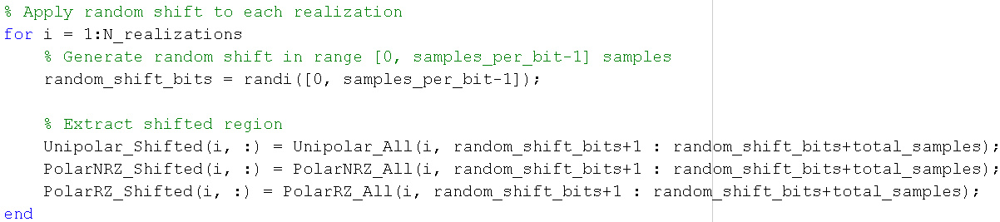 % Apply random shift to each realization
for i = 1:N_realizations
    % Generate random shift in range [0, samples_per_bit-1] samples
    random_shift_bits = randi([0, samples_per_bit-1]);

    % Extract shifted region
    Unipolar_Shifted(i, :) = Unipolar_All(i, random_shift_bits+1 : random_shift_bits+total_samples);
    PolarNRZ_Shifted(i, :) = PolarNRZ_All(i, random_shift_bits+1 : random_shift_bits+total_samples);
    PolarRZ_Shifted(i, :) = PolarRZ_All(i, random_shift_bits+1 : random_shift_bits+total_samples);
end